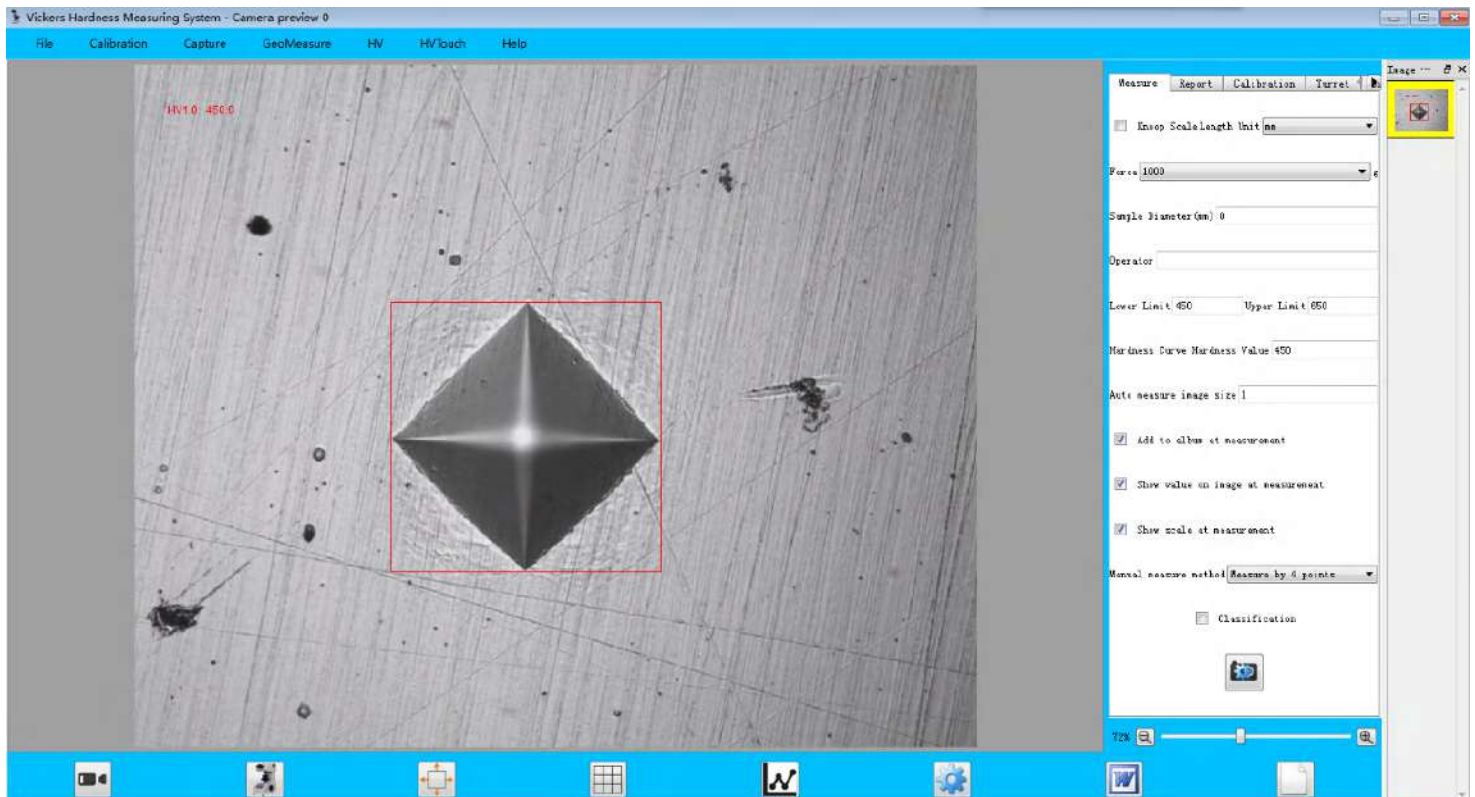 Vickers Hardness Measuring System - Camera preview 0
File Calibration Capture GeoMeasure HV HVTouch Help
HV1.0: 450.0
Image ...
Measure Report Calibration Turret
Knoop Scale Length Unit mm
Force 1000 g
Sample Diameter(mm) 0
Operator
Lower Limit 450 Upper Limit 650
Hardness Curve Hardness Value 450
Auto measure image size 1
Add to album at measurement
Show value on image at measurement
Show scale at measurement
Manual measure method Measure by 4 points
Classification
72%
W